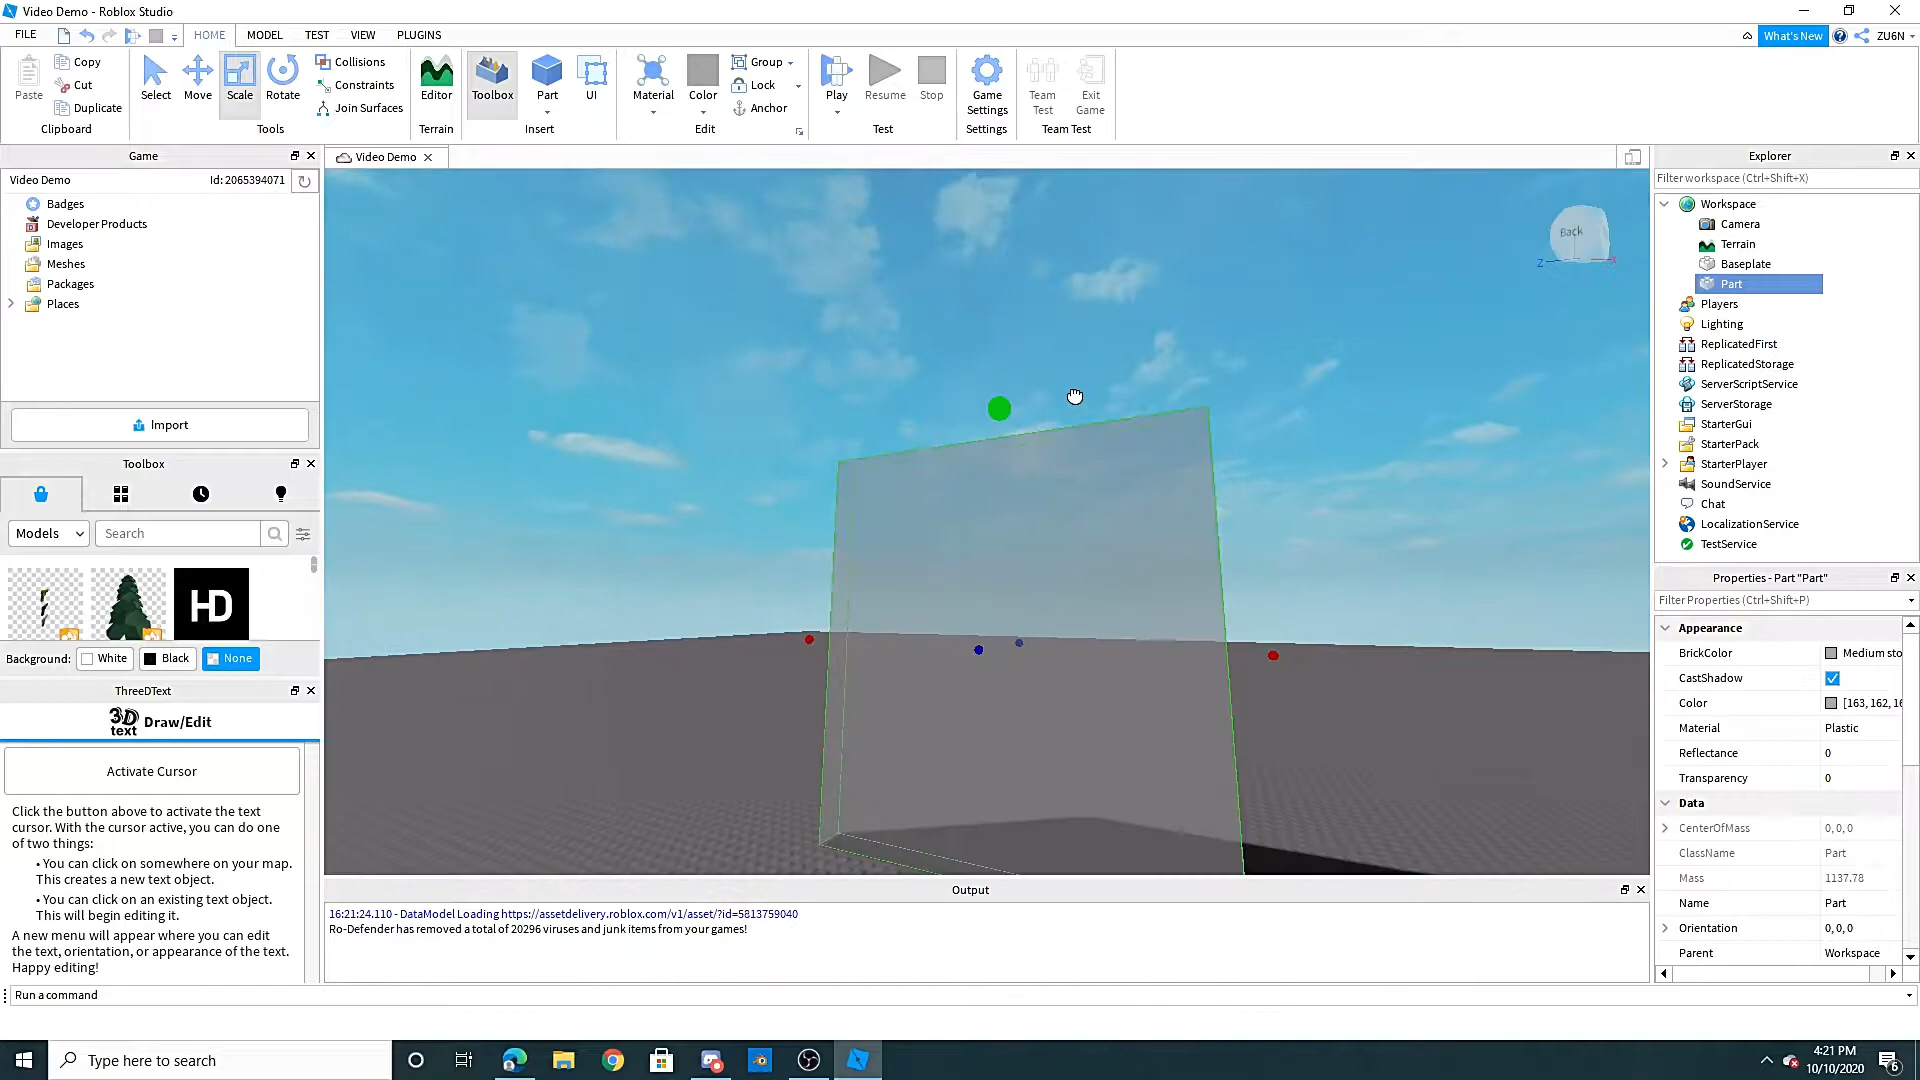 Video Demo - Roblox Studio
FILE
HOME
MODEL
TEST
VIEW
PLUGINS
What's New
ZU6N
Paste
Copy
Cut
Duplicate
Clipboard
Select
Move
Scale
Rotate
Collisions
Constraints
Join Surfaces
Tools
Editor
Terrain
Toolbox
Part
UI
Insert
Material
Color
Group
Lock
Anchor
Edit
Play
Resume
Stop
Test
Game
Settings
Settings
Team
Test
Exit
Game
Team Test
Game
Video Demo
Id: 2065394071
Badges
Developer Products
Images
Meshes
Packages
Places
Import
Toolbox
Models
Search
HD
Background:
White
Black
None
ThreeDText
3D
text
Draw/Edit
Activate Cursor
Click the button above to activate the text
cursor. With the cursor active, you can do one
of two things:
• You can click on somewhere on your map.
This creates a new text object.
• You can click on an existing text object.
This will begin editing it.
A new menu will appear where you can edit
the text, orientation, or appearance of the text.
Happy editing!
Video Demo
Back
Z
X
Output
16:21:24.110 - DataModel Loading https://assetdelivery.roblox.com/v1/asset/?id=5813759040
Ro-Defender has removed a total of 20296 viruses and junk items from your games!
Explorer
Filter workspace (Ctrl+Shift+X)
Workspace
Camera
Terrain
Baseplate
Part
Players
Lighting
ReplicatedFirst
ReplicatedStorage
ServerScriptService
ServerStorage
StarterGui
StarterPack
StarterPlayer
SoundService
Chat
LocalizationService
TestService
Properties - Part "Part"
Filter Properties (Ctrl+Shift+P)
Appearance
BrickColor Medium sto
CastShadow
Color [163, 162, 16
Material Plastic
Reflectance 0
Transparency 0
Data
CenterOfMass 0, 0, 0
ClassName Part
Mass 1137.78
Name Part
Orientation 0, 0, 0
Parent Workspace
Run a command
Type here to search
4:21 PM
10/10/2020
6